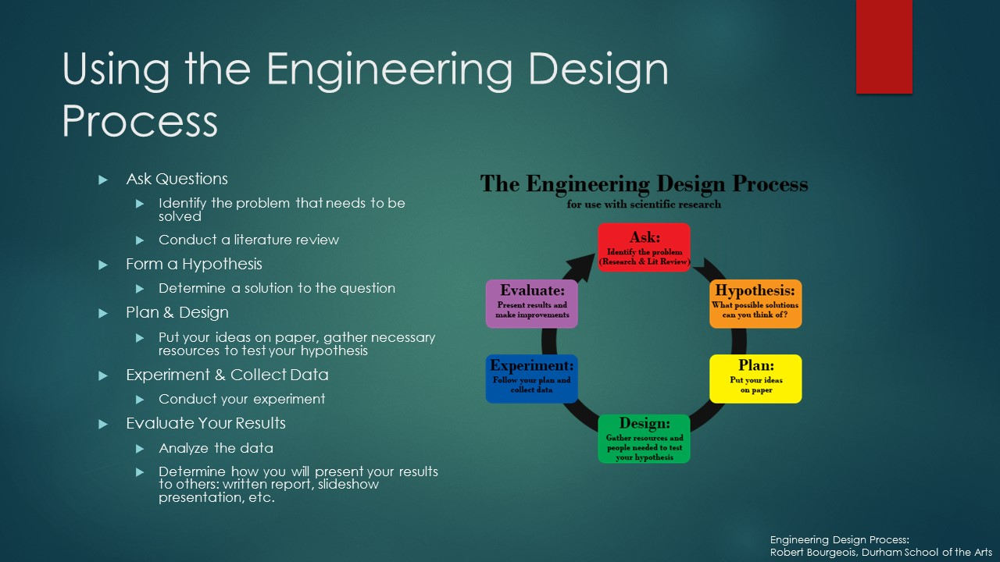 Using the Engineering Design
Process
Ask Questions
Identify the problem that needs to be
solved
Conduct a literature review
Form a Hypothesis
Determine a solution to the question
Plan & Design
Put your ideas on paper, gather necessary
resources to test your hypothesis
Experiment & Collect Data
Conduct your experiment
Evaluate Your Results
Analyze the data
Determine how you will present your results
to others: written report, slideshow
presentation, etc.
The Engineering Design Process
for use with scientific research
Ask:
Identify the problem
(Research & Lit Review)
Hypothesis:
What possible solutions
can you think of?
Plan:
Put your ideas
on paper
Design:
Gather resources and
people needed to test
your hypothesis
Experiment:
Follow your plan and
collect data
Evaluate:
Present results and
make improvements
Engineering Design Process:
Robert Bourgeois, Durham School of the Arts